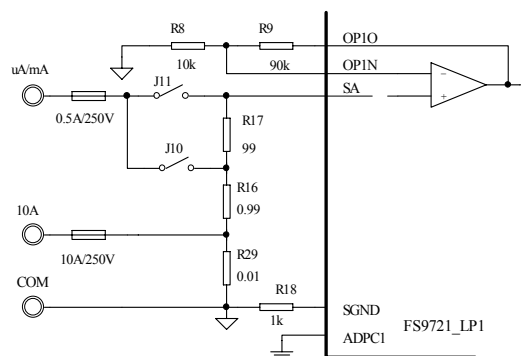 R8
R9
OP1O
10k
90k
OP1N
uA/mA
J11
SA
0.5A/250V
R17
99
J10
R16
0.99
10A
10A/250V
R29
0.01
COM
R18
1k
SGND
ADPC1
FS9721_LP1